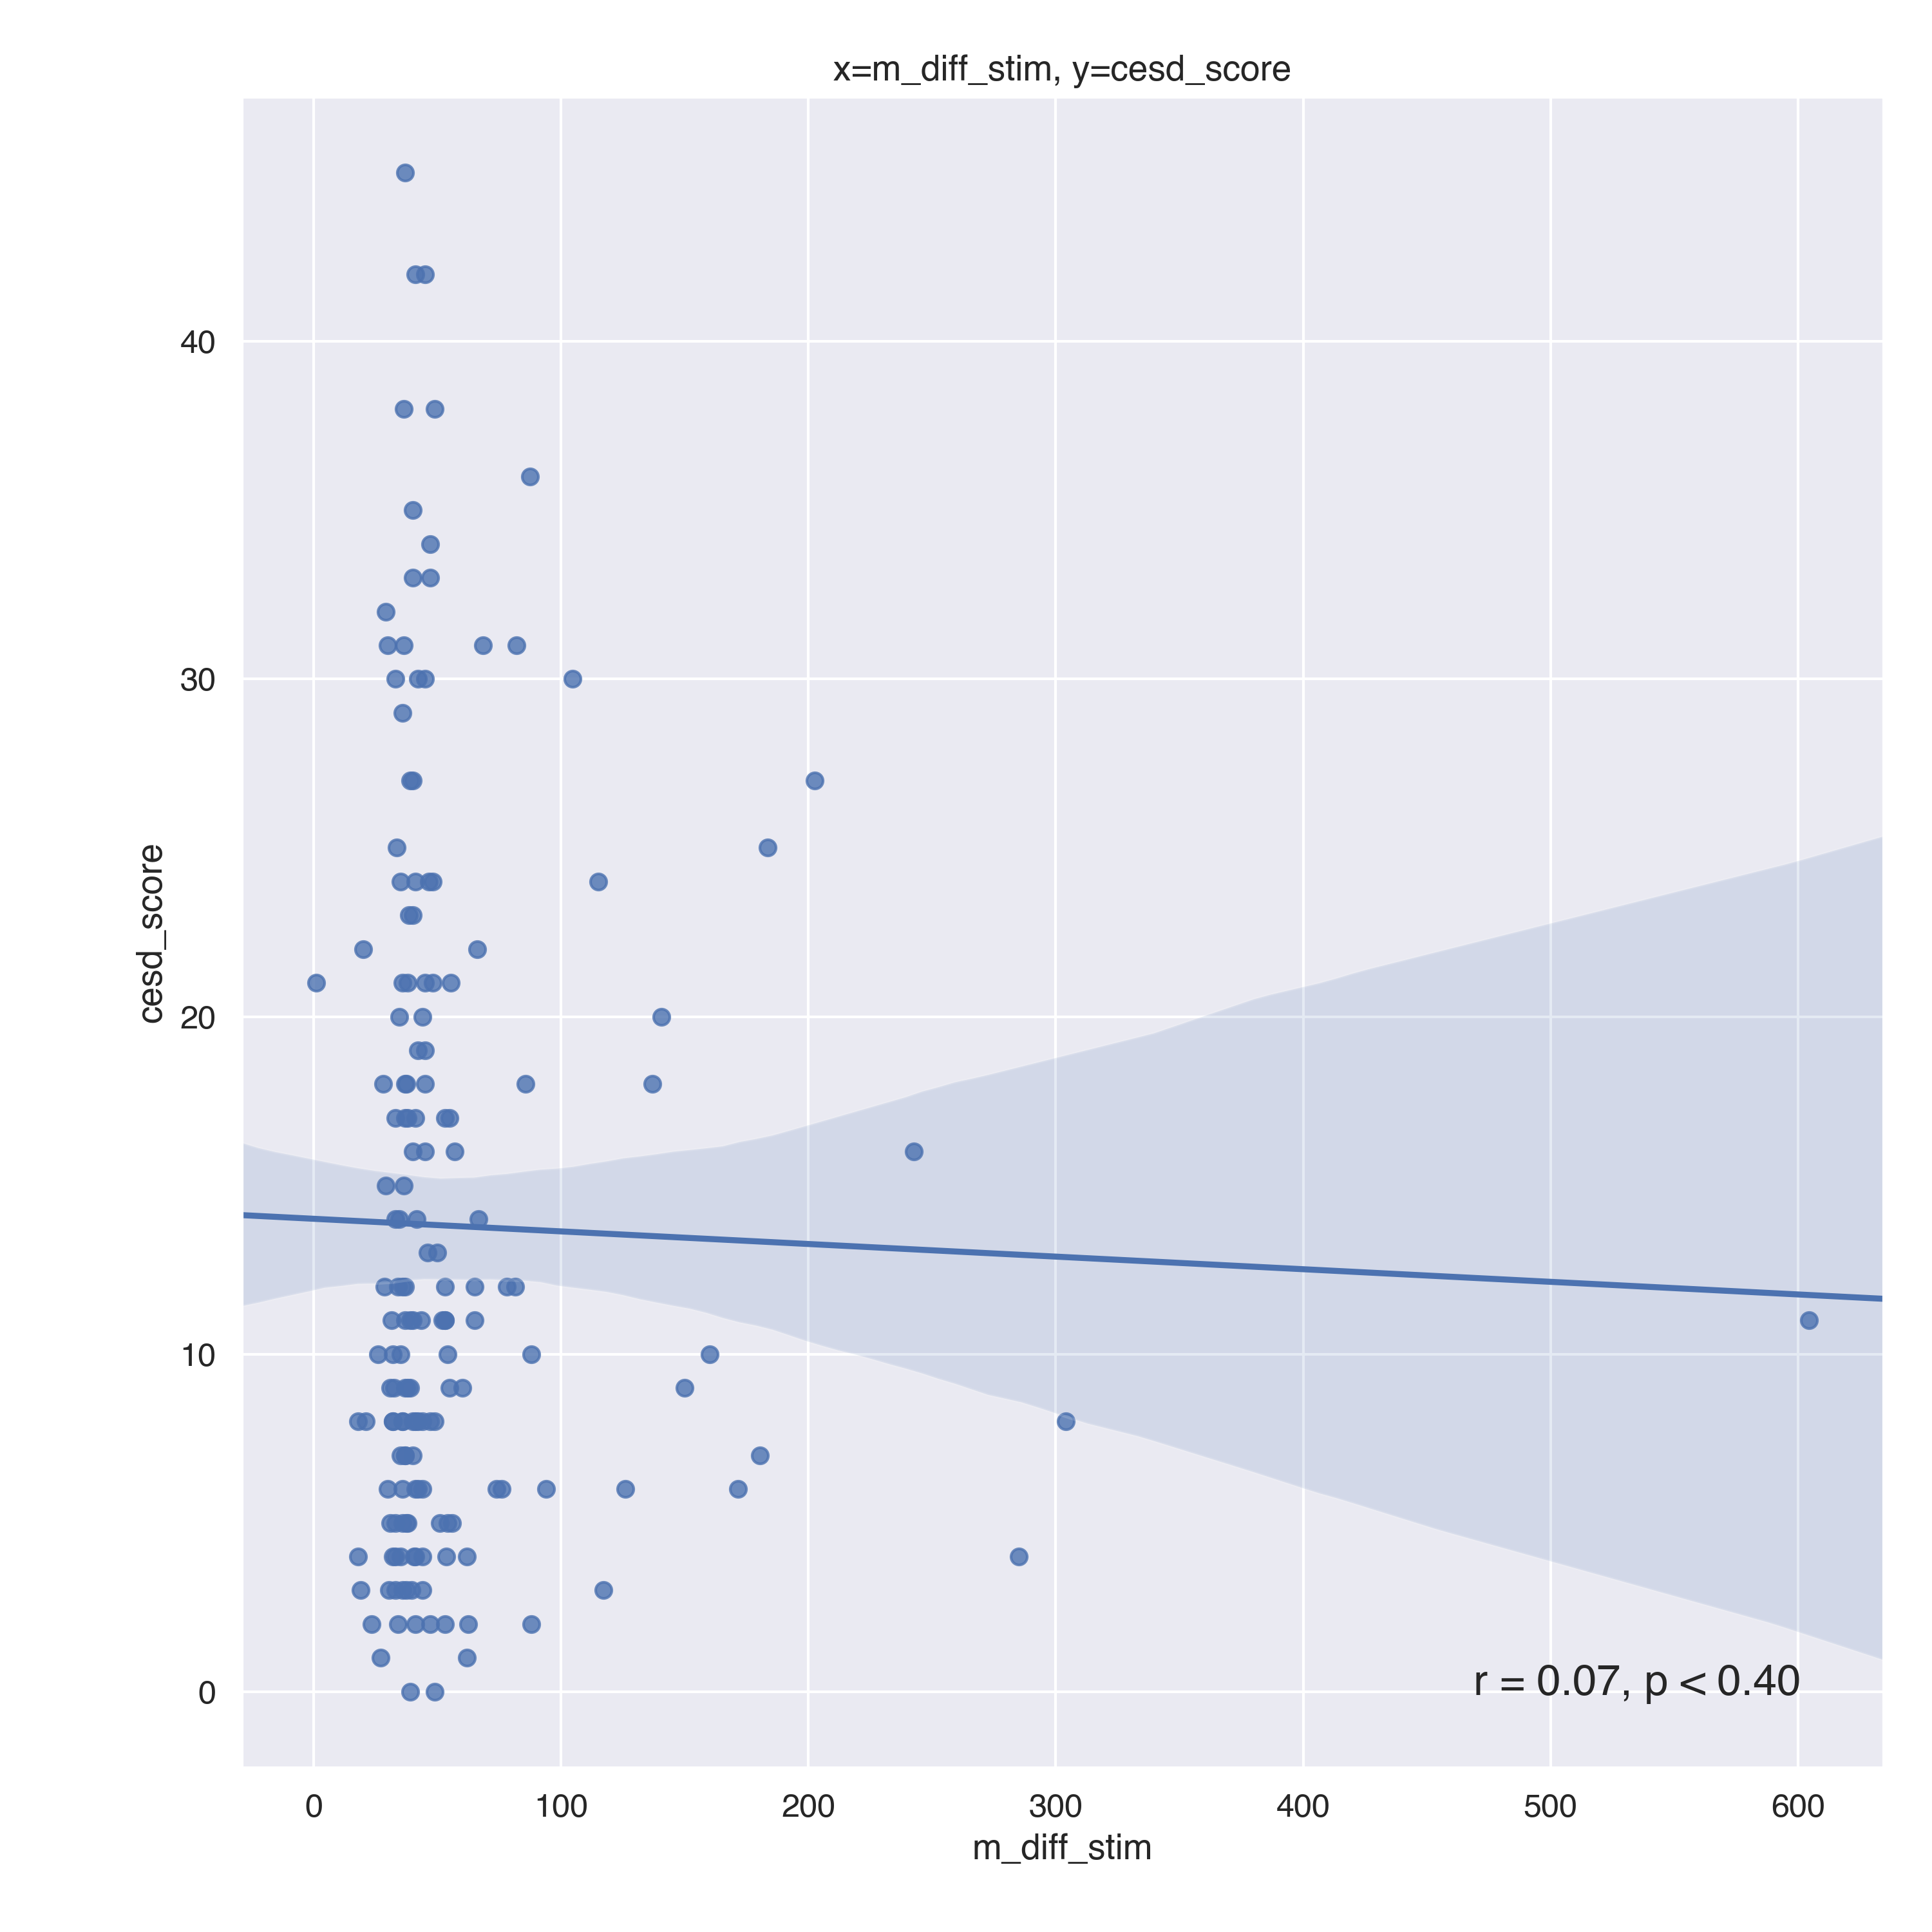 x=m_diff_stim, y=cesd_score
cesd_score
40
30
20
10
0
r = 0.07, p < 0.40
0 100 200 300 400 500 600
m_diff_stim